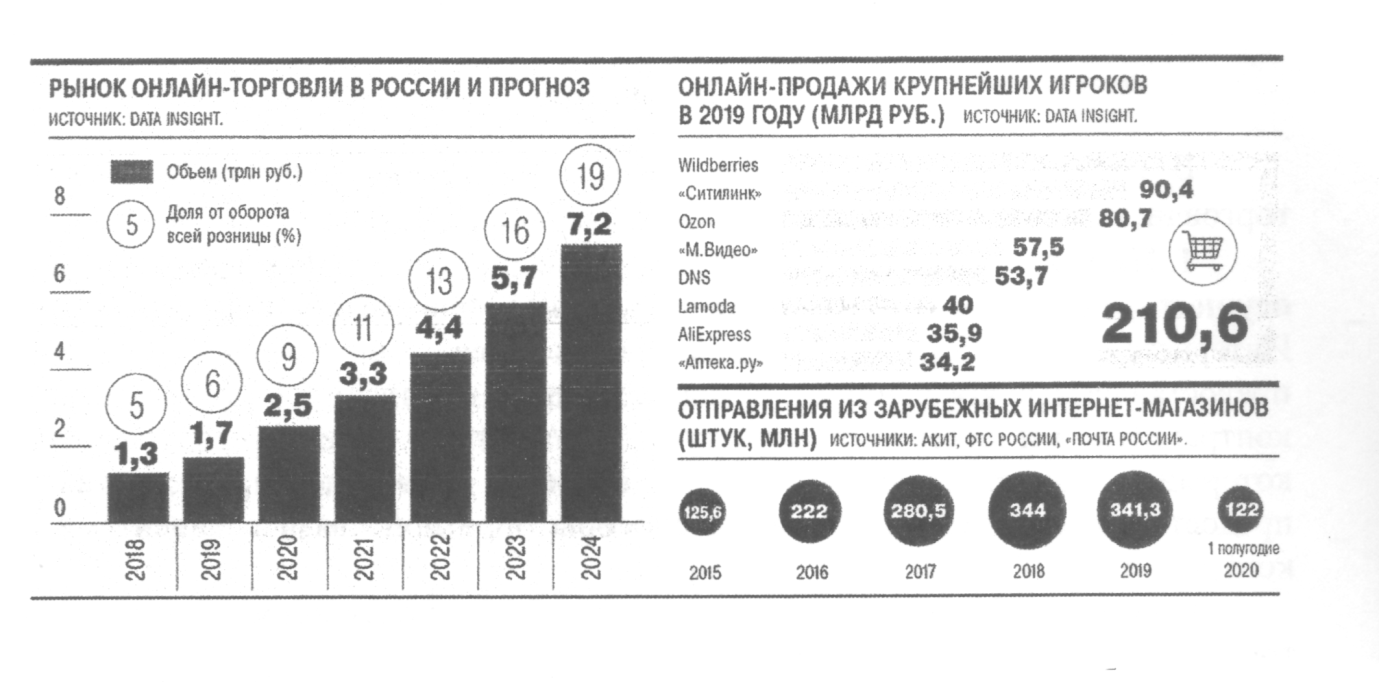 РЫНОК ОНЛАЙН-ТОРГОВЛИ В РОССИИ И ПРОГНОЗ
ИСТОЧНИК: DATA INSIGHT.
Объем (трлн руб.)
5
Доля от оборота
всей розницы (%)
8
6
4
2
0
5
6
9
11
13
16
19
1,3
1,7
2,5
3,3
4,4
5,7
7,2
2018
2019
2020
2021
2022
2023
2024
ОНЛАЙН-ПРОДАЖИ КРУПНЕЙШИХ ИГРОКОВ
В 2019 ГОДУ (МЛРД РУБ.) ИСТОЧНИК: DATA INSIGHT.
Wildberries
«Ситилинк» 90,4
Ozon 80,7
«М.Видео» 57,5
DNS 53,7
Lamoda 40
AliExpress 35,9
«Аптека.ру» 34,2
210,6
ОТПРАВЛЕНИЯ ИЗ ЗАРУБЕЖНЫХ ИНТЕРНЕТ-МАГАЗИНОВ
(ШТУК, МЛН) ИСТОЧНИКИ: АКИТ, ФТС РОССИИ, «ПОЧТА РОССИИ».
125,6 222 280,5 344 341,3 122
1 полугодие
2015 2016 2017 2018 2019 2020